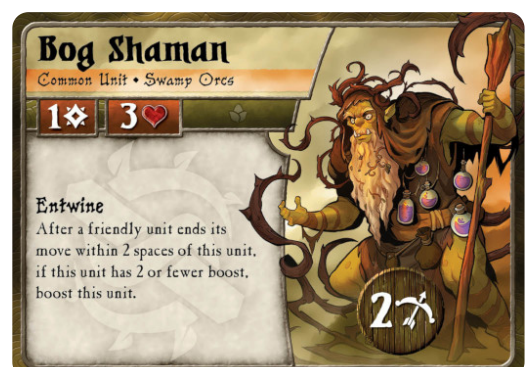 Bog Shaman
Common Unit • Swamp Orcs
1 3
Entwine
After a friendly unit ends its
move within 2 spaces of this unit,
if this unit has 2 or fewer boost,
boost this unit.
2